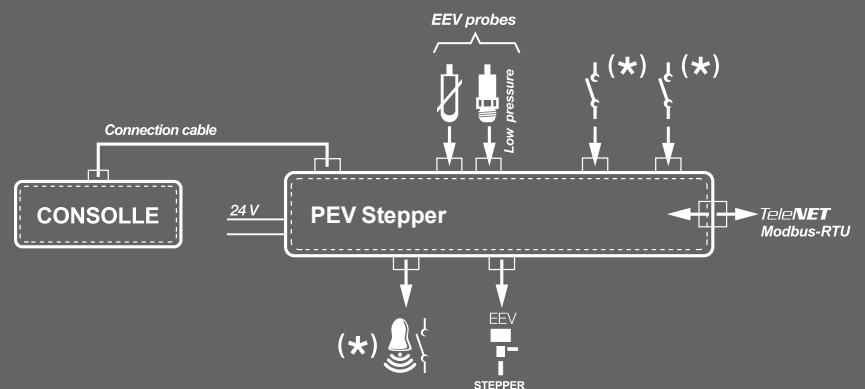 EEV probes
Low pressure
(*)
(*)
Connection cable
CONSOLLE
24 V
PEV Stepper
TeleNET
Modbus-RTU
(*)
EEV
STEPPER